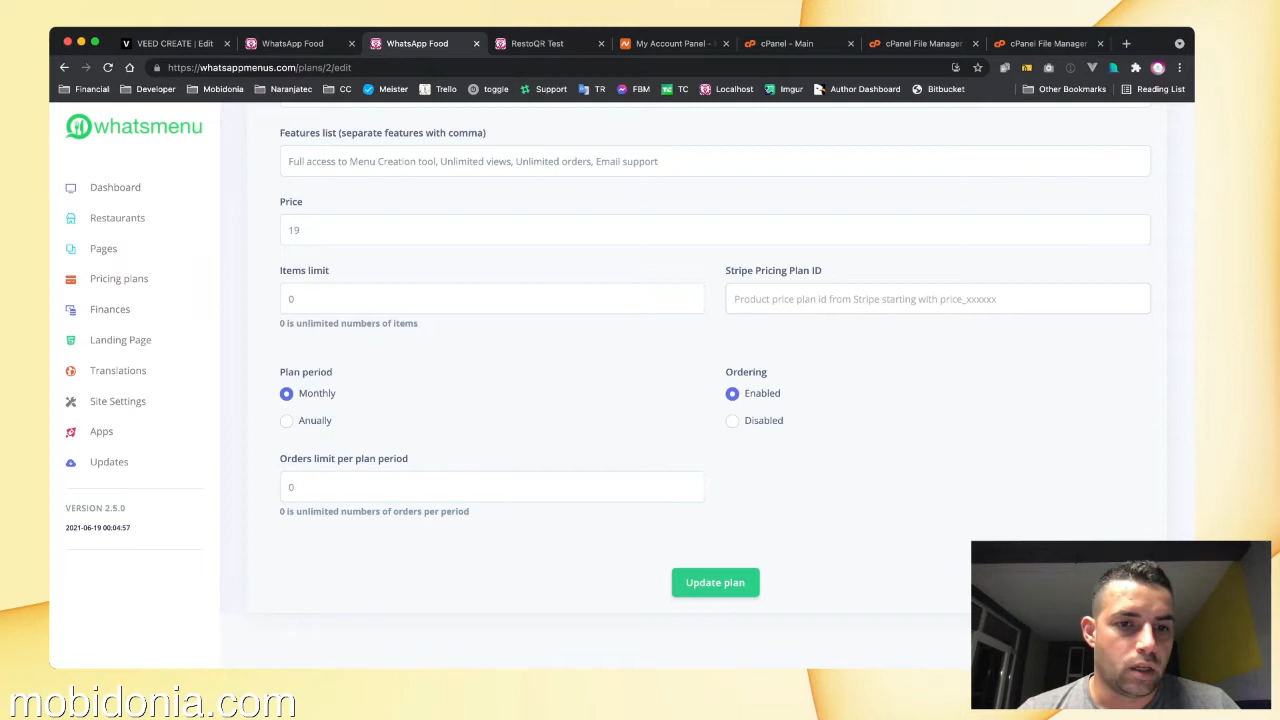 VEED CREATE | Edit
WhatsApp Food
WhatsApp Food
RestoQR Test
My Account Panel -
cPanel - Main
cPanel File Manager
cPanel File Manager
https://whatsappmenus.com/plans/2/edit
Financial
Developer
Mobidonia
Naranjatec
CC
Meister
Trello
toggle
Support
TR
FBM
TC
Localhost
Imgur
Author Dashboard
Bitbucket
Other Bookmarks
Reading List
whatsmenu
Dashboard
Restaurants
Pages
Pricing plans
Finances
Landing Page
Translations
Site Settings
Apps
Updates
VERSION 2.5.0
2021-06-19 00:04:57
Features list (separate features with comma)
Full access to Menu Creation tool, Unlimited views, Unlimited orders, Email support
Price
19
Items limit
0
0 is unlimited numbers of items
Stripe Pricing Plan ID
Product price plan id from Stripe starting with price_xxxxxx
Plan period
Monthly
Anually
Ordering
Enabled
Disabled
Orders limit per plan period
0
0 is unlimited numbers of orders per period
Update plan
mobidonia.com